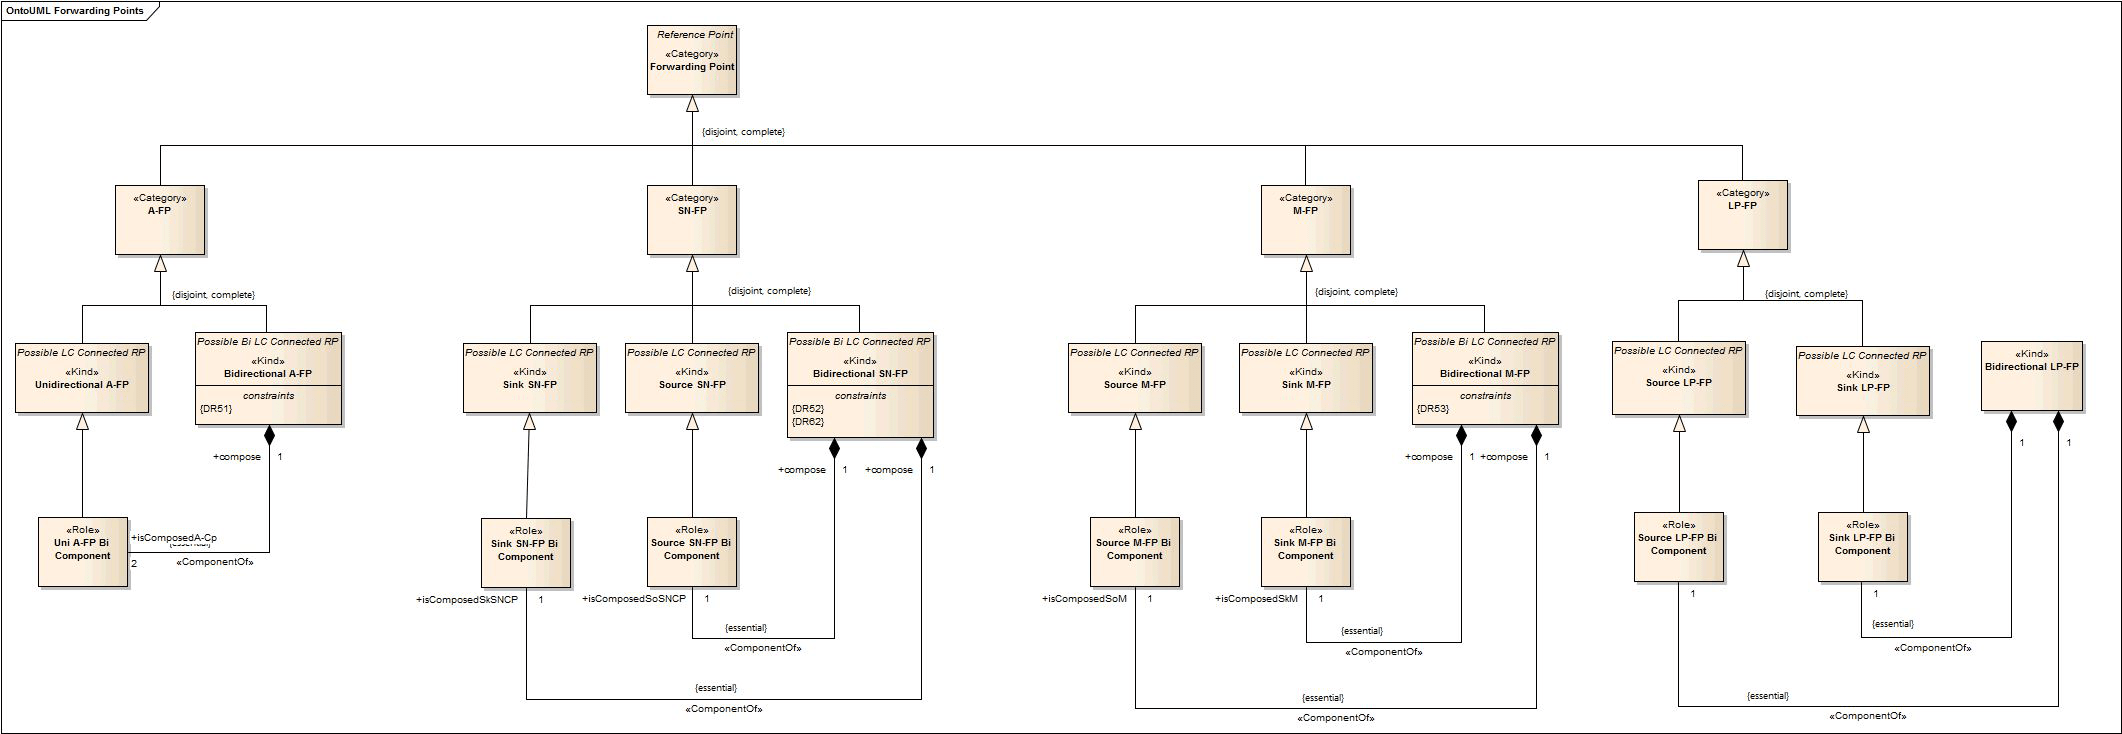 OntoUML Forwarding Points
Reference Point
«Category»
Forwarding Point
{disjoint, complete}
«Category»
A-FP
«Category»
SN-FP
«Category»
M-FP
«Category»
LP-FP
{disjoint, complete}
{disjoint, complete}
{disjoint, complete}
{disjoint, complete}
Possible LC Connected RP
«Kind»
Unidirectional A-FP
Possible Bi LC Connected RP
«Kind»
Bidirectional A-FP
constraints
{DR51}
Possible LC Connected RP
«Kind»
Sink SN-FP
Possible LC Connected RP
«Kind»
Source SN-FP
Possible Bi LC Connected RP
«Kind»
Bidirectional SN-FP
constraints
{DR52}
{DR62}
Possible LC Connected RP
«Kind»
Source M-FP
Possible LC Connected RP
«Kind»
Sink M-FP
Possible Bi LC Connected RP
«Kind»
Bidirectional M-FP
constraints
{DR53}
Possible LC Connected RP
«Kind»
Source LP-FP
Possible LC Connected RP
«Kind»
Sink LP-FP
«Kind»
Bidirectional LP-FP
+compose 1
+compose 1
+compose 1
+compose 1
+compose 1
1
1
«Role»
Uni A-FP Bi
Component
+isComposedA-Cp
{essential}
2
«ComponentOf»
«Role»
Sink SN-FP Bi
Component
«Role»
Source SN-FP Bi
Component
«Role»
Source M-FP Bi
Component
«Role»
Sink M-FP Bi
Component
«Role»
Source LP-FP Bi
Component
«Role»
Sink LP-FP Bi
Component
+isComposedSkSNCP 1
+isComposedSoSNCP 1
+isComposedSoM 1
+isComposedSkM 1
1
1
{essential}
«ComponentOf»
{essential}
«ComponentOf»
{essential}
«ComponentOf»
{essential}
«ComponentOf»
{essential}
«ComponentOf»
{essential}
«ComponentOf»